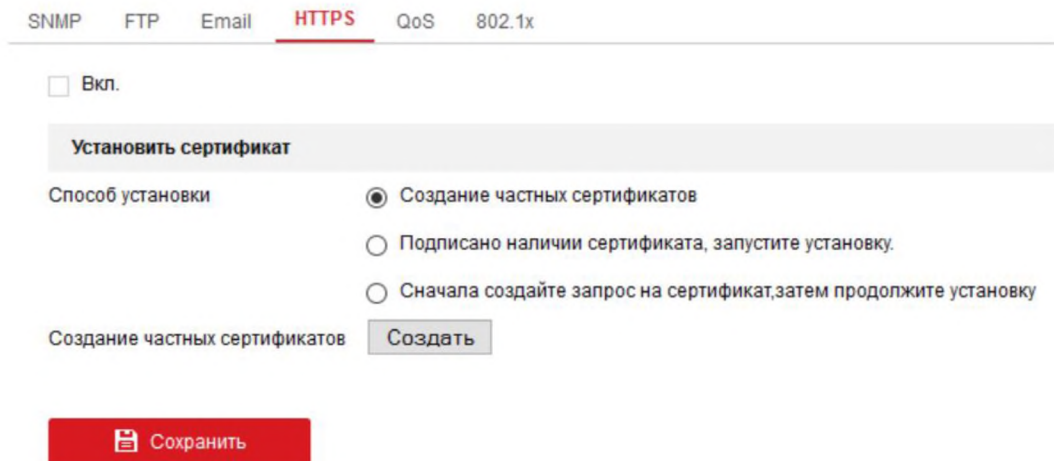 SNMP FTP Email HTTPS QoS 802.1x
Вкл.
Установить сертификат
Способ установки Создание частных сертификатов
Подписано наличии сертификата, запустите установку.
Сначала создайте запрос на сертификат,затем продолжите установку
Создание частных сертификатов Создать
Сохранить